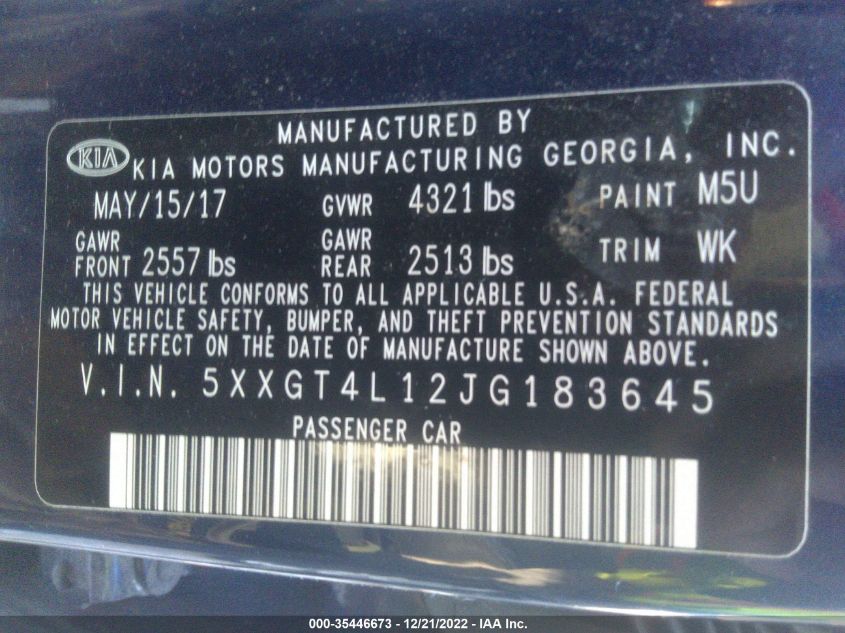 MANUFACTURED BY
KIA KIA MOTORS MANUFACTURING GEORGIA, INC.
MAY/15/17 GVWR 4321 lbs PAINT M5U
GAWR FRONT 2557 lbs GAWR REAR 2513 lbs TRIM WK
THIS VEHICLE CONFORMS TO ALL APPLICABLE U.S.A. FEDERAL
MOTOR VEHICLE SAFETY, BUMPER, AND THEFT PREVENTION STANDARDS
IN EFFECT ON THE DATE OF MANUFACTURE SHOWN ABOVE.
V.I.N. 5XXGT4L12JG183645
PASSENGER CAR
000-35446673 - 12/21/2022 - IAA Inc.